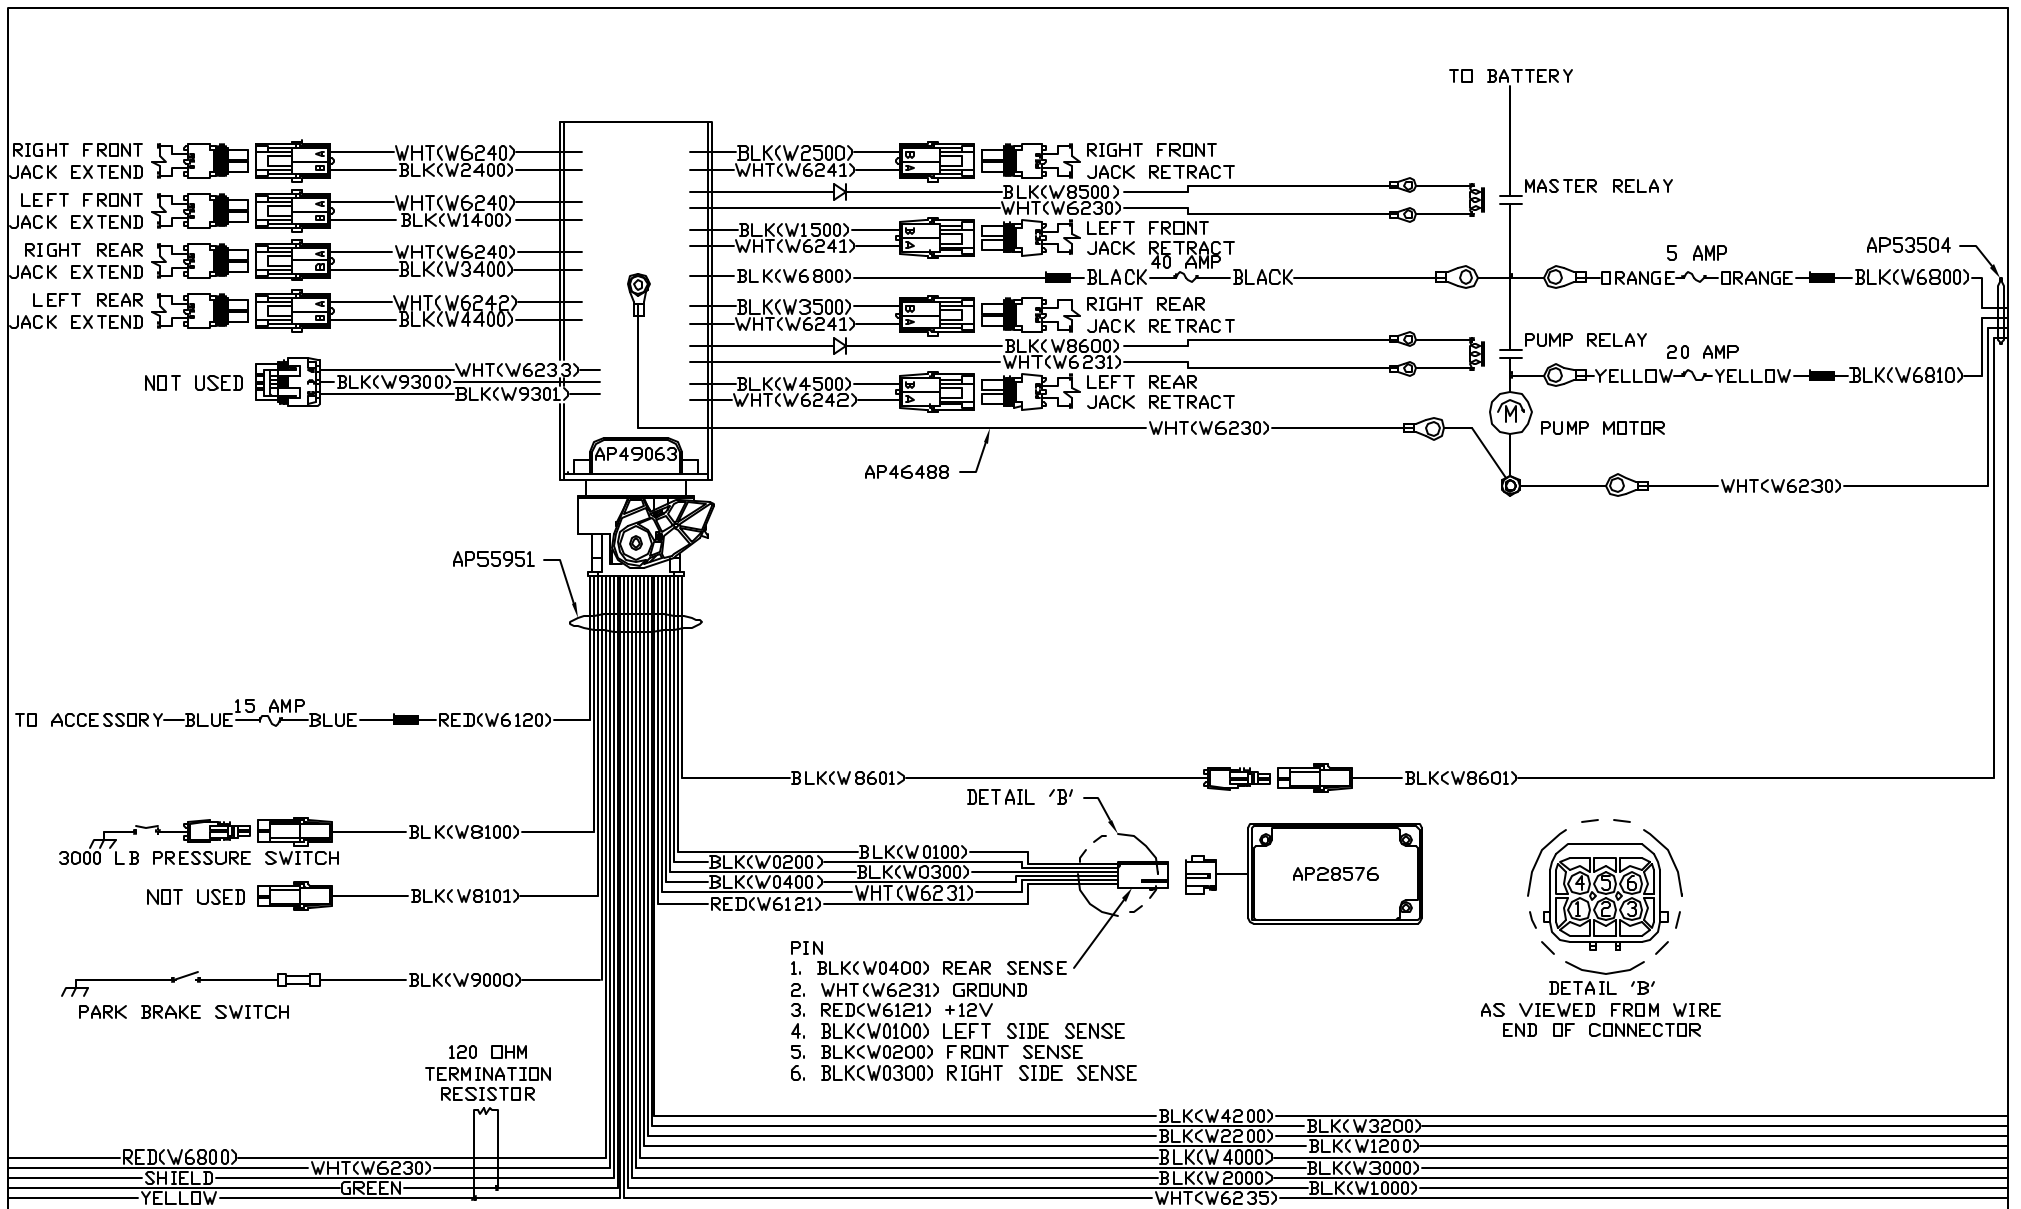 TO BATTERY
RIGHT FRONT
JACK EXTEND
WHT(W6240)
BLK(W2400)
A
B
LEFT FRONT
JACK EXTEND
WHT(W6240)
BLK(W1400)
A
B
RIGHT REAR
JACK EXTEND
WHT(W6240)
BLK(W3400)
A
B
LEFT REAR
JACK EXTEND
WHT(W6242)
BLK(W4400)
A
B
NOT USED
WHT(W6233)
BLK(W9300)
BLK(W9301)
BLK(W2500)
WHT(W6241)
B
A
RIGHT FRONT
JACK RETRACT
BLK(W8500)
WHT(W6230)
MASTER RELAY
BLK(W1500)
WHT(W6241)
B
A
LEFT FRONT
JACK RETRACT
BLK(W6800)
BLACK
40 AMP
BLACK
5 AMP
ORANGE
ORANGE
BLK(W6800)
AP53504
BLK(W3500)
WHT(W6241)
B
A
RIGHT REAR
JACK RETRACT
BLK(W8600)
WHT(W6231)
PUMP RELAY
20 AMP
YELLOW
YELLOW
BLK(W6810)
BLK(W4500)
WHT(W6242)
B
A
LEFT REAR
JACK RETRACT
M
PUMP MOTOR
WHT(W6230)
AP46488
WHT(W6230)
AP49063
AP55951
TO ACCESSORY
BLUE
15 AMP
BLUE
RED(W6120)
BLK(W8601)
BLK(W8601)
BLK(W8100)
3000 LB PRESSURE SWITCH
NOT USED
BLK(W8101)
BLK(W9000)
PARK BRAKE SWITCH
DETAIL 'B'
BLK(W0100)
BLK(W0200)
BLK(W0300)
BLK(W0400)
WHT(W6231)
RED(W6121)
AP28576
PIN
1. BLK(W0400) REAR SENSE
2. WHT(W6231) GROUND
3. RED(W6121) +12V
4. BLK(W0100) LEFT SIDE SENSE
5. BLK(W0200) FRONT SENSE
6. BLK(W0300) RIGHT SIDE SENSE
4 5 6
1 2 3
DETAIL 'B'
AS VIEWED FROM WIRE
END OF CONNECTOR
120 OHM
TERMINATION
RESISTOR
RED(W6800)
WHT(W6230)
SHIELD
GREEN
YELLOW
BLK(W4200)
BLK(W3200)
BLK(W2200)
BLK(W1200)
BLK(W4000)
BLK(W3000)
BLK(W2000)
BLK(W1000)
WHT(W6235)